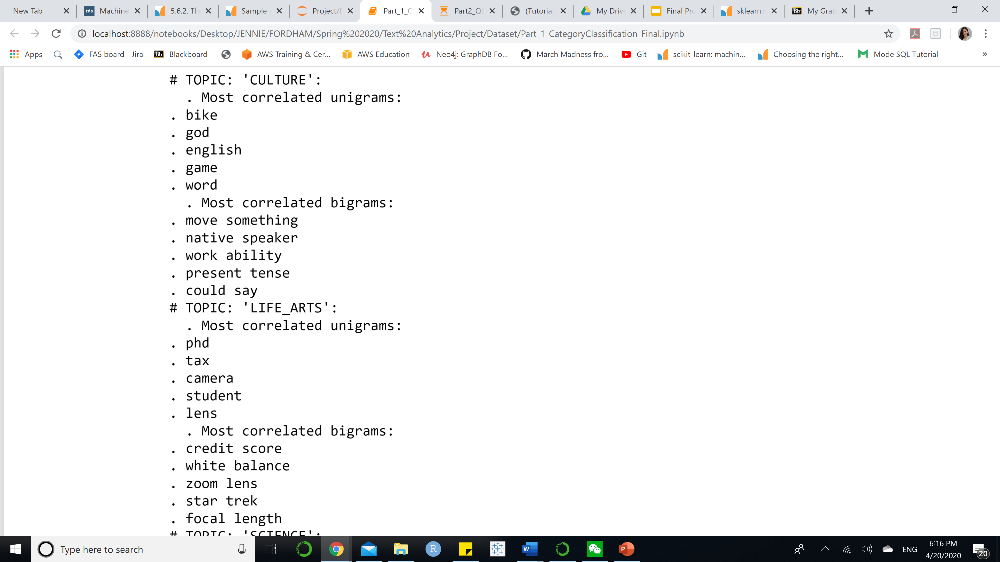 New Tab
Machine
5.6.2. Th
Sample
Project/
Part_1_C
Part2_Q
(Tutorial
My Drive
Final Pro
sklearn.
My Grad
localhost:8888/notebooks/Desktop/JENNIE/FORDHAM/Spring%202020/Text%20Analytics/Project/Dataset/Part_1_CategoryClassification_Final.ipynb
Apps
FAS board - Jira
Blackboard
AWS Training & Cer...
AWS Education
Neo4j: GraphDB Fo...
March Madness fro...
Git
scikit-learn: machin...
Choosing the right...
Mode SQL Tutorial
»
# TOPIC: 'CULTURE':
. Most correlated unigrams:
. bike
. god
. english
. game
. word
. Most correlated bigrams:
. move something
. native speaker
. work ability
. present tense
. could say
# TOPIC: 'LIFE_ARTS':
. Most correlated unigrams:
. phd
. tax
. camera
. student
. lens
. Most correlated bigrams:
. credit score
. white balance
. zoom lens
. star trek
. focal length
# TOPIC: 'SCIENCE':
Type here to search
ENG
6:16 PM
4/20/2020
20